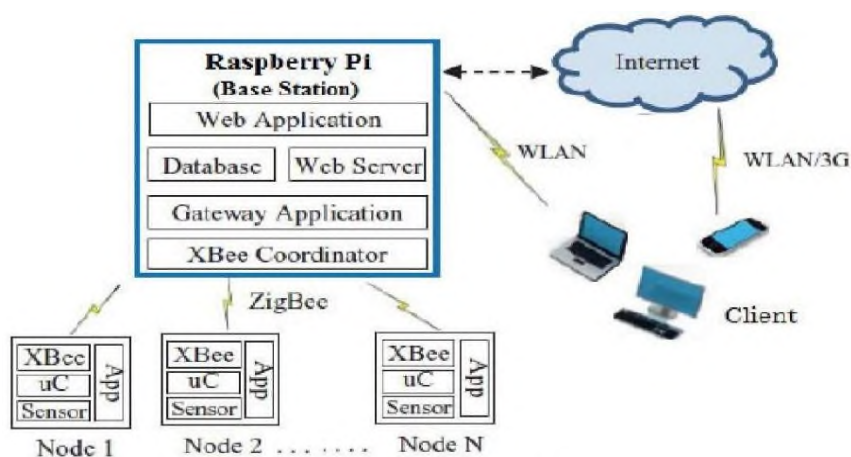 Raspberry Pi
(Base Station)
Web Application
Database Web Server
Gateway Application
XBee Coordinator
Internet
WLAN
WLAN/3G
Client
ZigBee
XBee
uC
Sensor
App
Node 1
XBee
uC
Sensor
App
Node 2 . . . . . . .
XBee
uC
Sensor
App
Node N